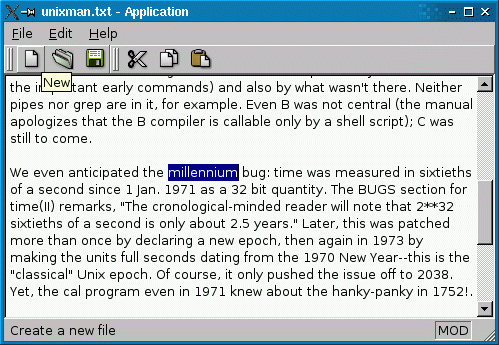 unixman.txt - Application
File Edit Help
New
the important early commands) and also by what wasn't there. Neither
pipes nor grep are in it, for example. Even B was not central (the manual
apologizes that the B compiler is callable only by a shell script); C was
still to come.
We even anticipated the millennium bug: time was measured in sixtieths
of a second since 1 Jan. 1971 as a 32 bit quantity. The BUGS section for
time(II) remarks, "The cronological-minded reader will note that 2**32
sixtieths of a second is only about 2.5 years." Later, this was patched
more than once by declaring a new epoch, then again in 1973 by
making the units full seconds dating from the 1970 New Year--this is the
"classical" Unix epoch. Of course, it only pushed the issue off to 2038.
Yet, the cal program even in 1971 knew about the hanky-panky in 1752!.
Create a new file
MOD